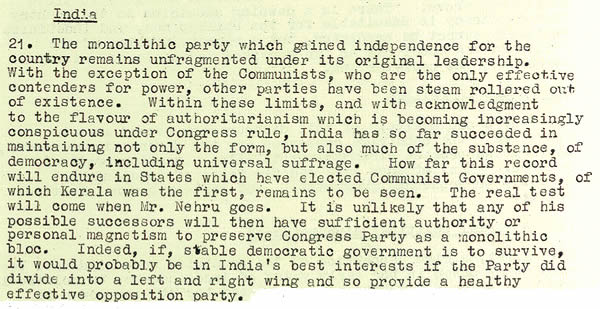 India
21. The monolithic party which gained independence for the
country remains unfragmented under its original leadership.
With the exception of the Communists, who are the only effective
contenders for power, other parties have been steam rollered out
of existence. Within these limits, and with acknowledgment
to the flavour of authoritarianism which is becoming increasingly
conspicuous under Congress rule, India has so far succeeded in
maintaining not only the form, but also much of the substance, of
democracy, including universal suffrage. How far this record
will endure in States which have elected Communist Governments, of
which Kerala was the first, remains to be seen. The real test
will come when Mr. Nehru goes. It is unlikely that any of his
possible successors will then have sufficient authority or
personal magnetism to preserve Congress Party as a monolithic
bloc. Indeed, if, stable democratic government is to survive,
it would probably be in India's best interests if the Party did
divide into a left and right wing and so provide a healthy
effective opposition party.